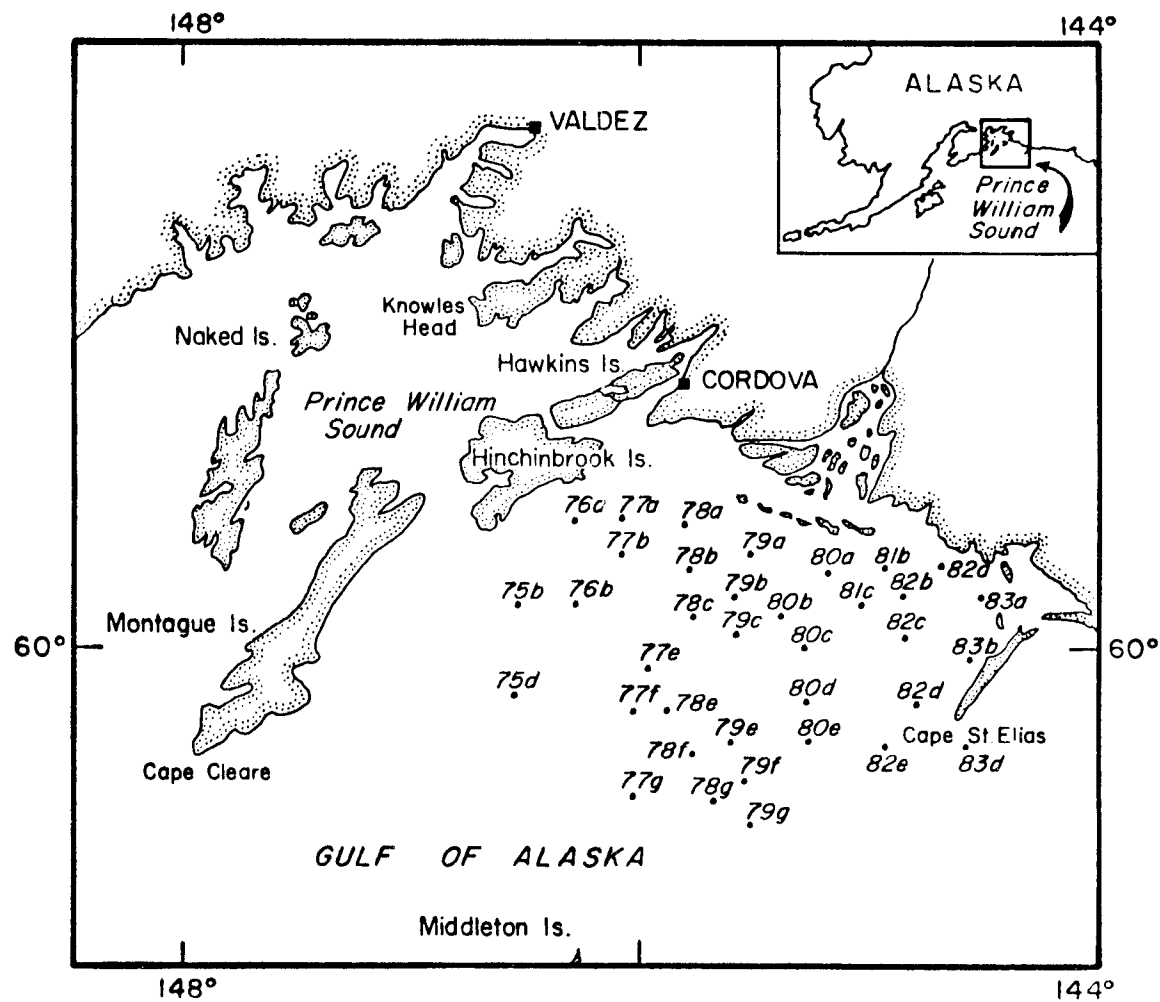 148°
144°
ALASKA
Prince
William
Sound
VALDEZ
Knowles
Head
Naked Is.
Hawkins Is.
CORDOVA
Prince William
Sound
Hinchinbrook Is.
76a 77a 78a
77b 78b 79a 80a 81b 82a
75b 76b 78c 79b 80b 81c 82b 83a
79c 80c 82c
Montague Is.
60°
60°
77e 83b
75d 77f 78e 80d 82d
79e 80e Cape St. Elias
78f 79f 82e 83d
Cape Cleare
77g 78g
79g
GULF OF ALASKA
Middleton Is.
148°
144°